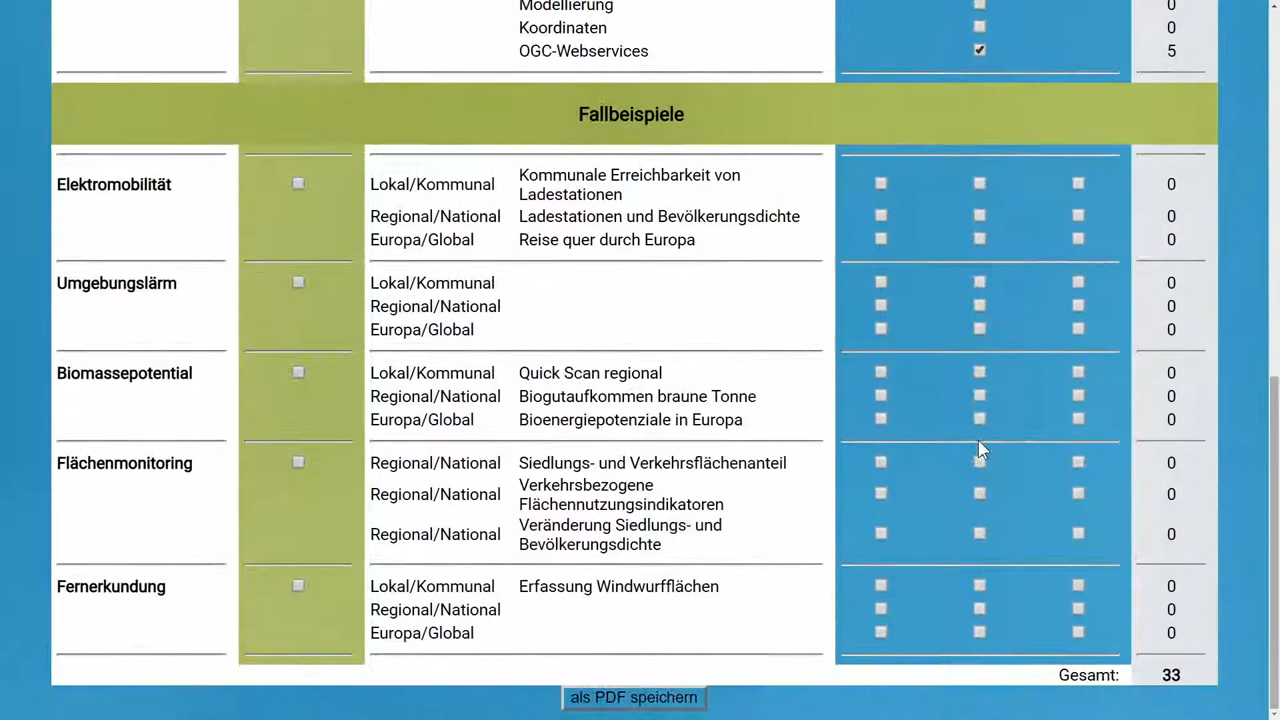 Modellierung 0
Koordinaten 0
OGC-Webservices 5
Fallbeispiele
Elektromobilität Lokal/Kommunal Kommunale Erreichbarkeit von Ladestationen 0
Regional/National Ladestationen und Bevölkerungsdichte 0
Europa/Global Reise quer durch Europa 0
Umgebungslärm Lokal/Kommunal 0
Regional/National 0
Europa/Global 0
Biomassepotential Lokal/Kommunal Quick Scan regional 0
Regional/National Biogutaufkommen braune Tonne 0
Europa/Global Bioenergiepotenziale in Europa 0
Flächenmonitoring Regional/National Siedlungs- und Verkehrsflächenanteil 0
Regional/National Verkehrsbezogene Flächennutzungsindikatoren 0
Regional/National Veränderung Siedlungs- und Bevölkerungsdichte 0
Fernerkundung Lokal/Kommunal Erfassung Windwurfflächen 0
Regional/National 0
Europa/Global 0
Gesamt: 33
als PDF speichern